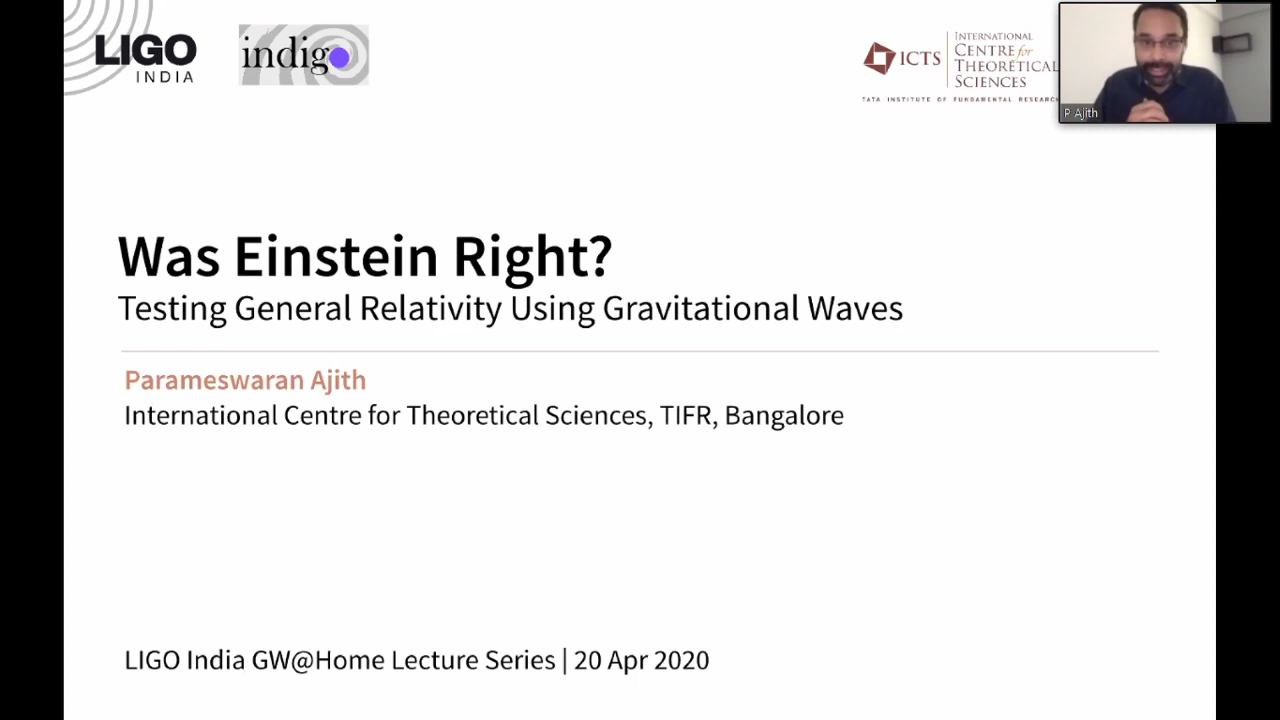 LIGO
INDIA
indigo
ICTS
INTERNATIONAL
CENTRE for
THEORETICAL
SCIENCES
TATA INSTITUTE OF FUNDAMENTAL RESEARCH
P Ajith
Was Einstein Right?
Testing General Relativity Using Gravitational Waves
Parameswaran Ajith
International Centre for Theoretical Sciences, TIFR, Bangalore
LIGO India GW@Home Lecture Series | 20 Apr 2020